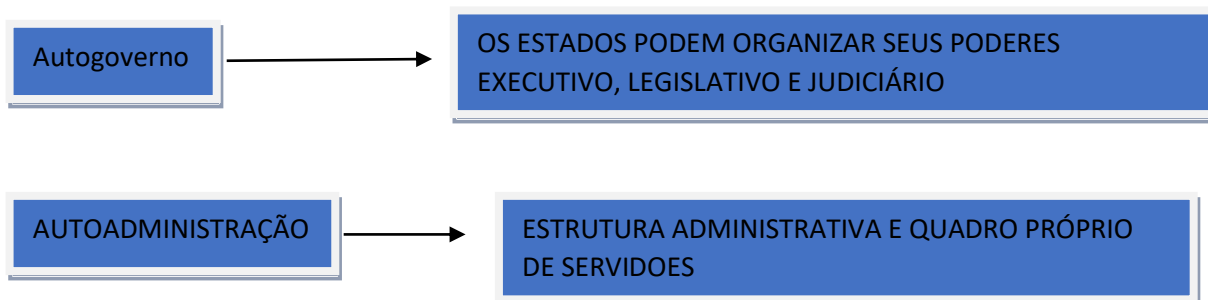 Autogoverno
OS ESTADOS PODEM ORGANIZAR SEUS PODERES
EXECUTIVO, LEGISLATIVO E JUDICIÁRIO
AUTOADMINISTRAÇÃO
ESTRUTURA ADMINISTRATIVA E QUADRO PRÓPRIO
DE SERVIDOES